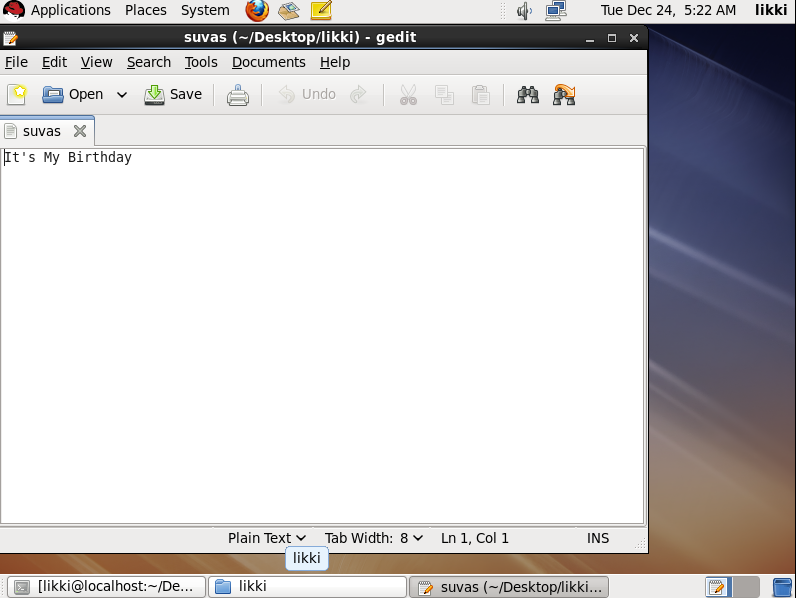 Applications Places System Tue Dec 24, 5:22 AM likki
suvas (~/Desktop/likki) - gedit
File Edit View Search Tools Documents Help
Open Save Undo
suvas
It's My Birthday
Plain Text Tab Width: 8 Ln 1, Col 1 INS
likki
[likki@localhost:~/De... likki suvas (~/Desktop/likki...